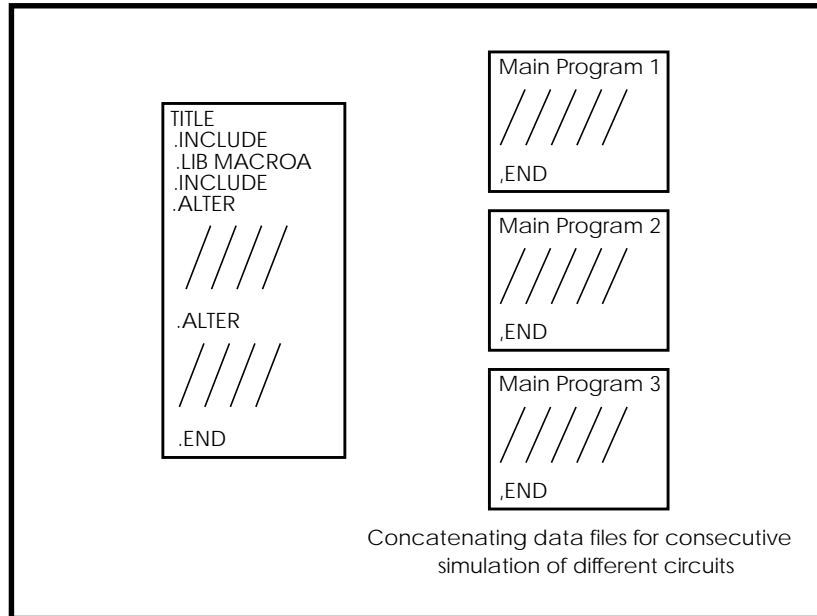 TITLE
.INCLUDE
.LIB MACROA
.INCLUDE
.ALTER
.ALTER
.END
Main Program 1
,END
Main Program 2
,END
Main Program 3
,END
Concatenating data files for consecutive
simulation of different circuits